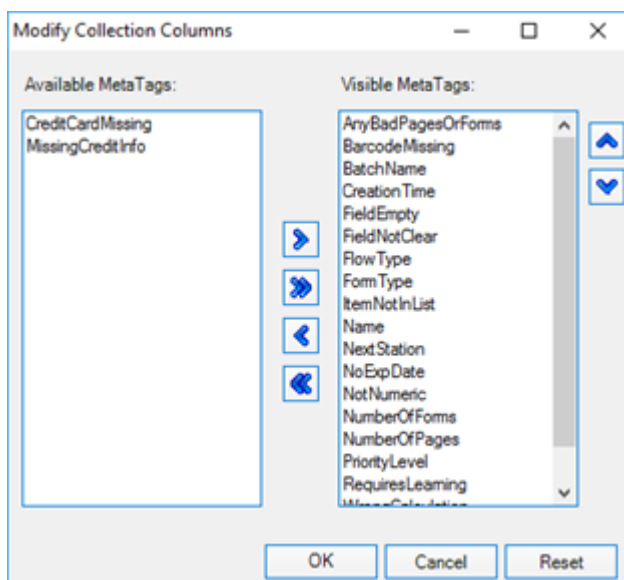 Modify Collection Columns
Available MetaTags:
CreditCardMissing
MissingCreditInfo
Visible MetaTags:
AnyBadPagesOrForms
BarcodeMissing
BatchName
CreationTime
FieldEmpty
FieldNotClear
FlowType
FormType
ItemNotInList
Name
NextStation
NoExpDate
NotNumeric
NumberOfForms
NumberOfPages
PriorityLevel
RequiresLearning
WrongCalculation
OK
Cancel
Reset